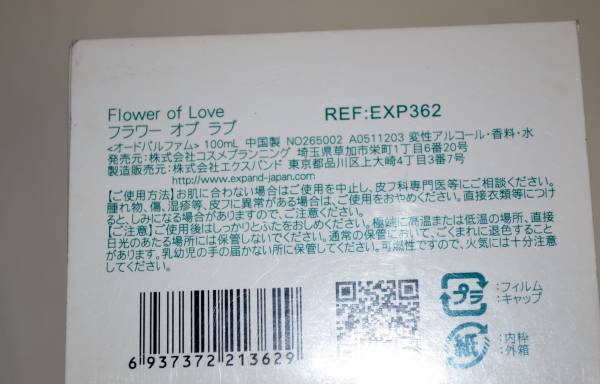 Flower of Love
REF:EXP362
フラワー オブ ラブ
<オードパルファム> 100mL 中国製 NO265002 A0511203 変性アルコール・香料・水
発売元：株式会社コスメプランニング 埼玉県草加市栄町1丁目6番20号
製造販売元：株式会社エクスパンド 東京都品川区上大崎4丁目3番7号
http://www.expand-japan.com
【ご使用方法】お肌に合わない場合はご使用を中止し、皮フ科専門医等にご相談ください。
腫れ物、傷、湿疹等、皮フに異常がある場合は、ご使用をおやめください。直接衣類等につけ
ると、しみになる場合がありますので、ご注意ください。
【ご注意】ご使用後はしっかりとふたをおしめください。極端に高温または低温の場所、直接
日光のあたる場所には保管しないでください。通常の保管において、ごくまれに退色すること
があります。乳幼児の手の届かない所に保管してください。可燃性ですので、火気には十分注意
してください。
プラ
：フィルム
：キャップ
紙
：内枠
：外箱
6 937372 213629